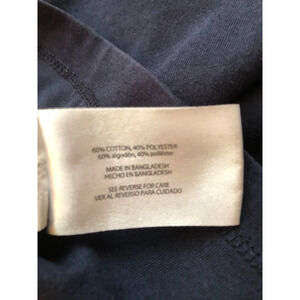 60% COTTON, 40% POLYESTER
60% algodón, 40% poliéster
MADE IN BANGLADESH
HECHO EN BANGLADESH
SEE REVERSE FOR CARE
VER AL REVERSO PARA CUIDADO